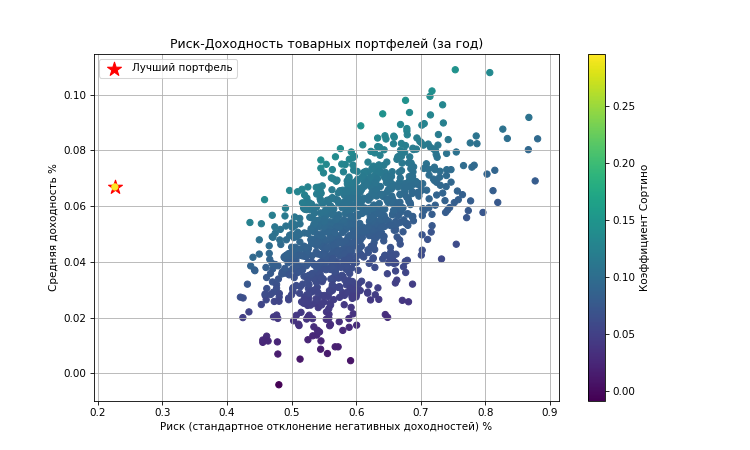 Риск-Доходность товарных портфелей (за год)
Лучший портфель
Средняя доходность %
0.10
0.08
0.06
0.04
0.02
0.00
0.2 0.3 0.4 0.5 0.6 0.7 0.8 0.9
Риск (стандартное отклонение негативных доходностей) %
0.25
0.20
0.15
0.10
0.05
0.00
Коэффициент Сортино